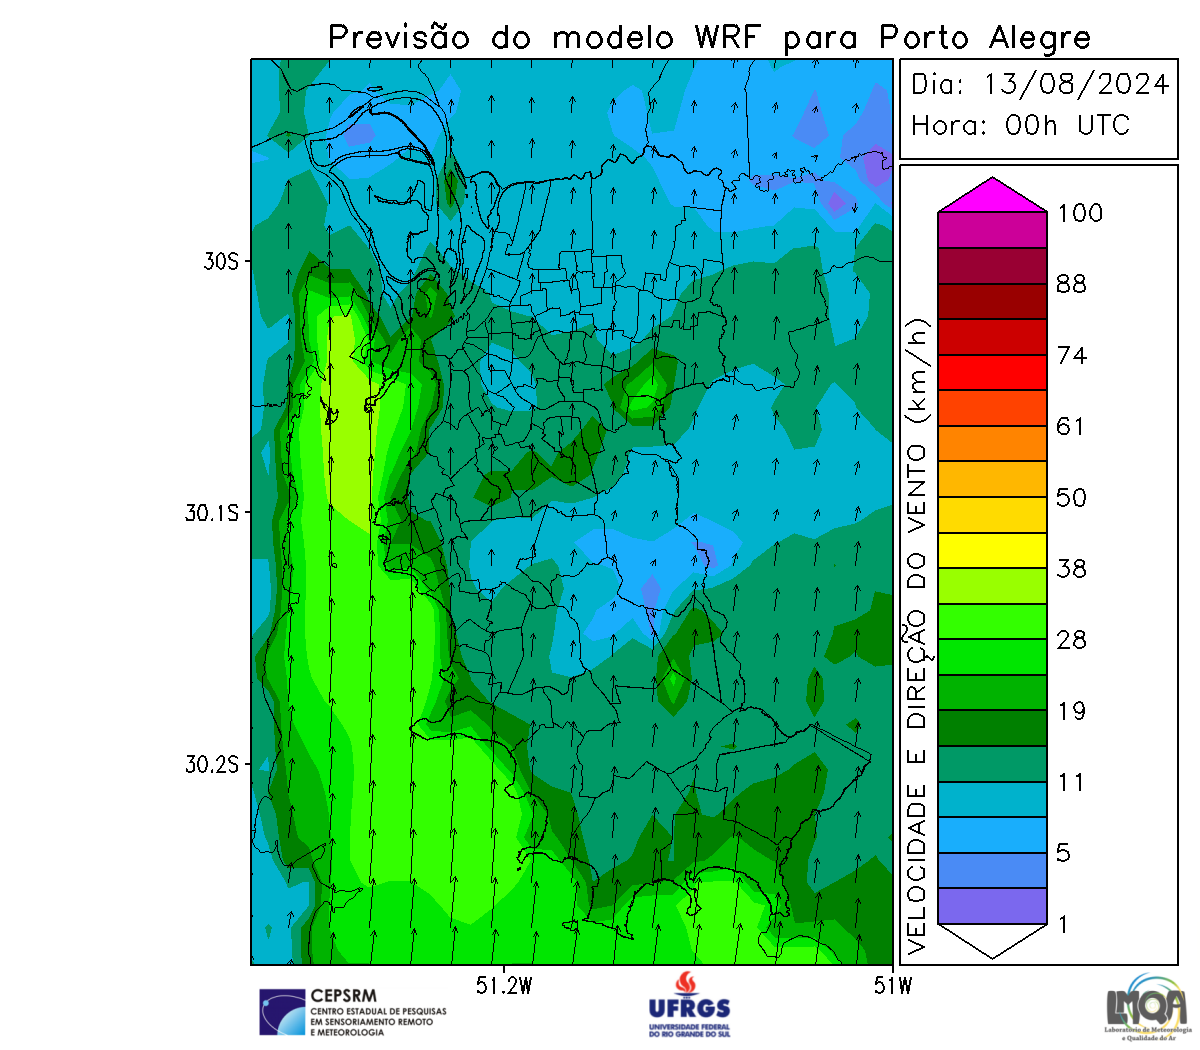 Previsão do modelo WRF para Porto Alegre
Dia: 13/08/2024
Hora: 00h UTC
30S
30.1S
30.2S
51.2W
51W
VELOCIDADE E DIREÇÃO DO VENTO (km/h)
100
88
74
61
50
38
28
19
11
5
1
CEPSRM
CENTRO ESTADUAL DE PESQUISAS
EM SENSORIAMENTO REMOTO
E METEOROLOGIA
UFRGS
UNIVERSIDADE FEDERAL
DO RIO GRANDE DO SUL
LMQA
Laboratório de Meteorologia
e Qualidade do Ar